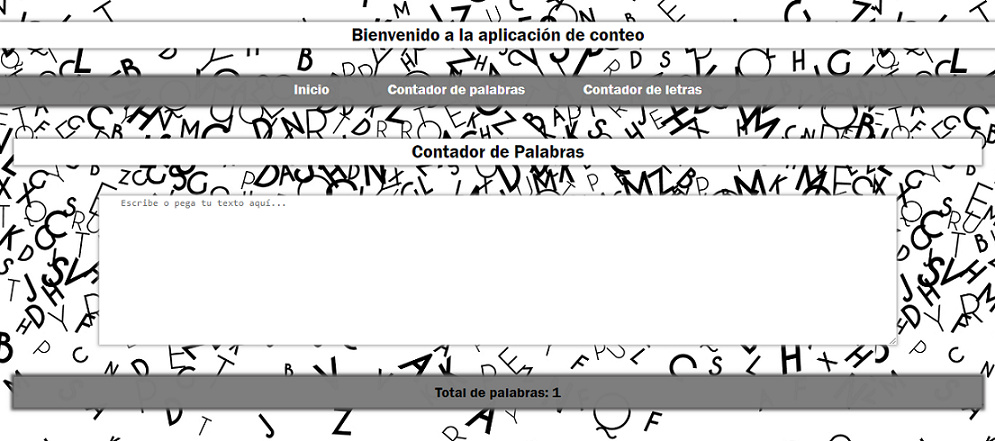 Bienvenido a la aplicación de conteo
Inicio Contador de palabras Contador de letras
Contador de Palabras
Escribe o pega tu texto aquí...
Total de palabras: 1